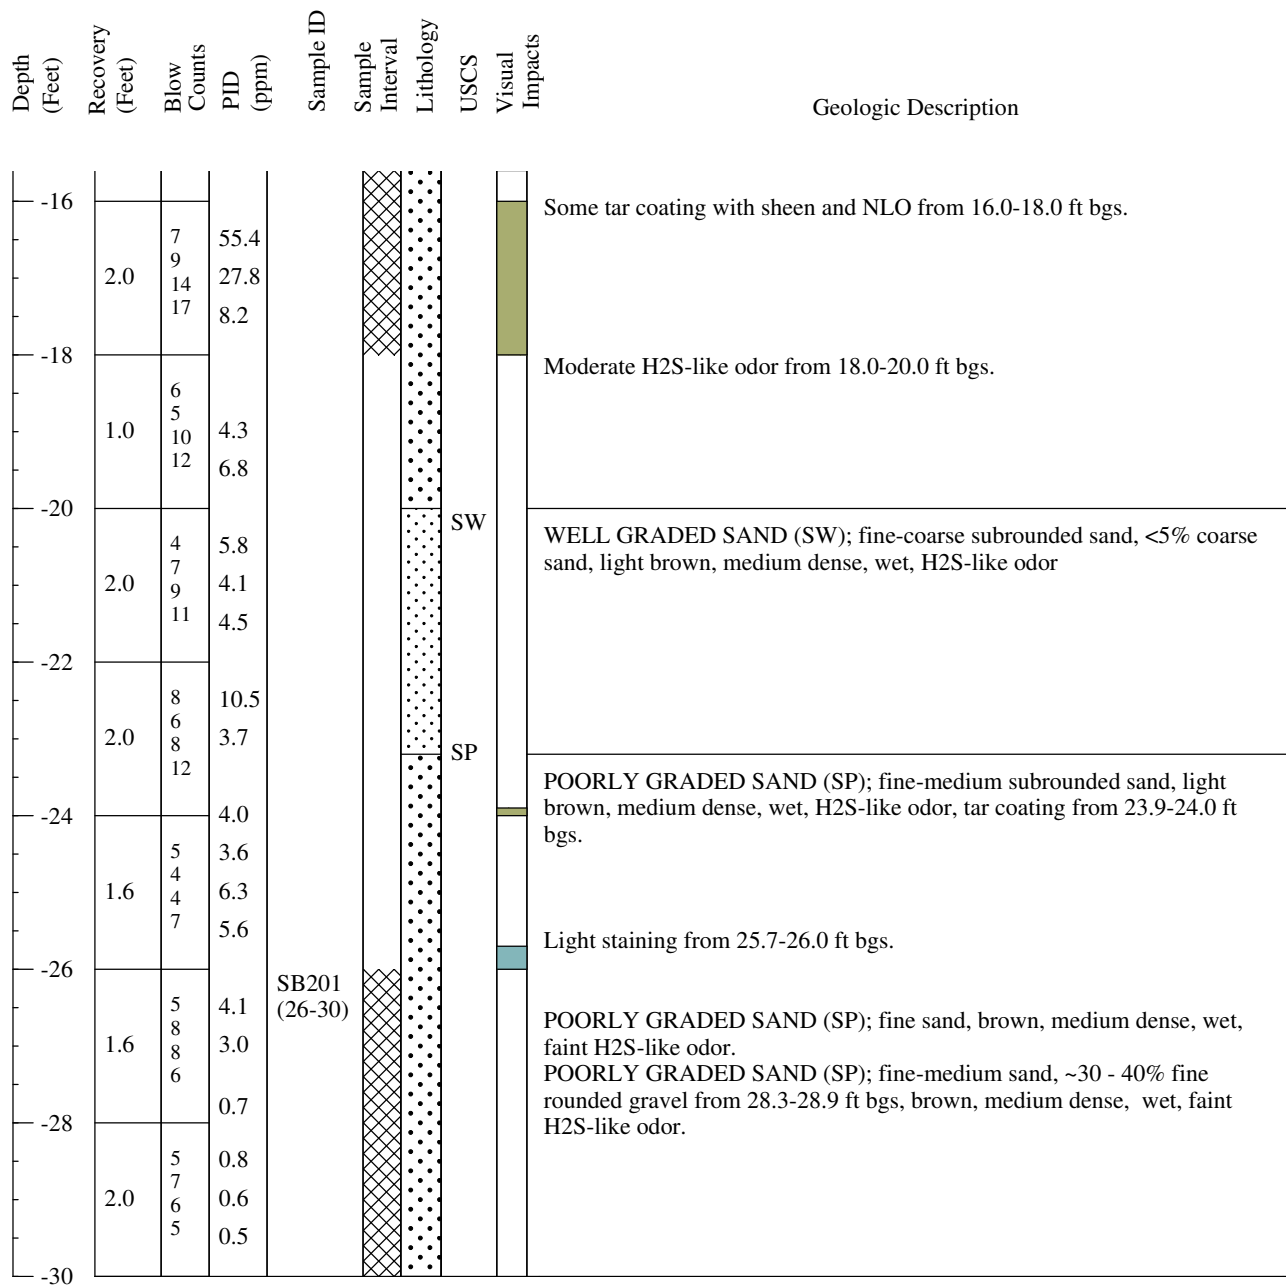 Depth
(Feet)
Recovery
(Feet)
Blow
Counts
PID
(ppm)
Sample ID
Sample
Interval
Lithology
USCS
Visual
Impacts
Geologic Description
-16
Some tar coating with sheen and NLO from 16.0-18.0 ft bgs.
2.0
7
9
14
17
55.4
27.8
8.2
-18
Moderate H2S-like odor from 18.0-20.0 ft bgs.
1.0
6
5
10
12
4.3
6.8
-20
SW
WELL GRADED SAND (SW); fine-coarse subrounded sand, <5% coarse
sand, light brown, medium dense, wet, H2S-like odor
2.0
4
7
9
11
5.8
4.1
4.5
-22
2.0
8
6
8
12
10.5
3.7
SP
POORLY GRADED SAND (SP); fine-medium subrounded sand, light
brown, medium dense, wet, H2S-like odor, tar coating from 23.9-24.0 ft
bgs.
-24
4.0
1.6
5
4
4
7
3.6
6.3
5.6
Light staining from 25.7-26.0 ft bgs.
-26
SB201
(26-30)
1.6
5
8
8
6
4.1
3.0
0.7
POORLY GRADED SAND (SP); fine sand, brown, medium dense, wet,
faint H2S-like odor.
POORLY GRADED SAND (SP); fine-medium sand, ~30 - 40% fine
rounded gravel from 28.3-28.9 ft bgs, brown, medium dense,  wet, faint
H2S-like odor.
-28
2.0
5
7
6
5
0.8
0.6
0.5
-30